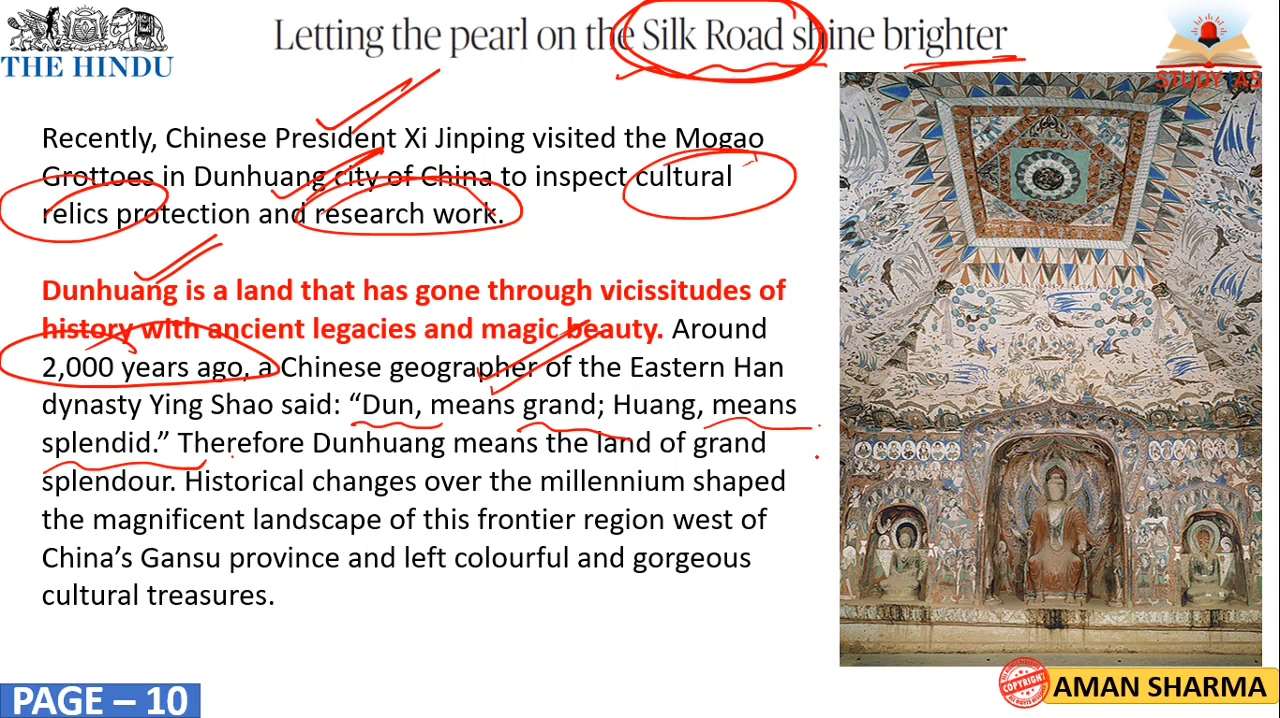 THE HINDU
Letting the pearl on the Silk Road shine brighter
STUDY IAS
Recently, Chinese President Xi Jinping visited the Mogao
Grottoes in Dunhuang city of China to inspect cultural
relics protection and research work.
Dunhuang is a land that has gone through vicissitudes of
history with ancient legacies and magic beauty. Around
2,000 years ago, a Chinese geographer of the Eastern Han
dynasty Ying Shao said: “Dun, means grand; Huang, means
splendid.” Therefore Dunhuang means the land of grand
splendour. Historical changes over the millennium shaped
the magnificent landscape of this frontier region west of
China’s Gansu province and left colourful and gorgeous
cultural treasures.
PAGE – 10
COPYRIGHT
AMAN SHARMA